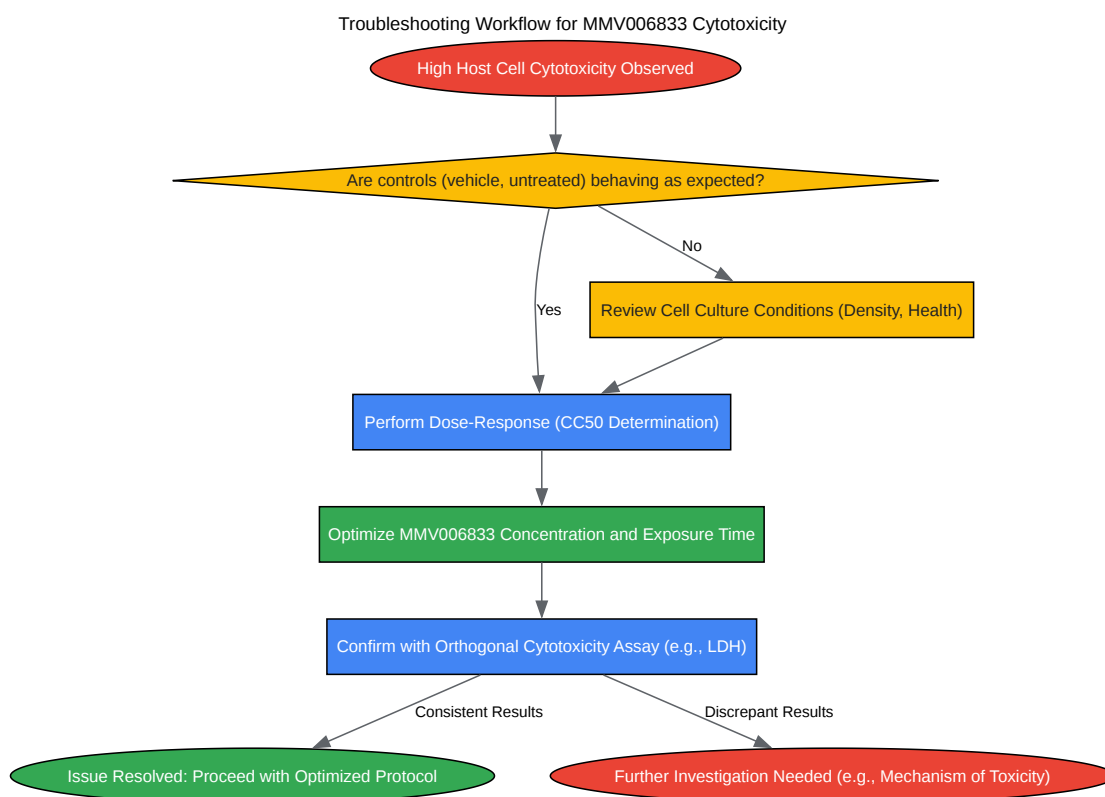 Troubleshooting Workflow for MMV006833 Cytotoxicity
High Host Cell Cytotoxicity Observed
Are controls (vehicle, untreated) behaving as expected?
No
Yes
Review Cell Culture Conditions (Density, Health)
Perform Dose-Response (CC50 Determination)
Optimize MMV006833 Concentration and Exposure Time
Confirm with Orthogonal Cytotoxicity Assay (e.g., LDH)
Consistent Results
Discrepant Results
Issue Resolved: Proceed with Optimized Protocol
Further Investigation Needed (e.g., Mechanism of Toxicity)